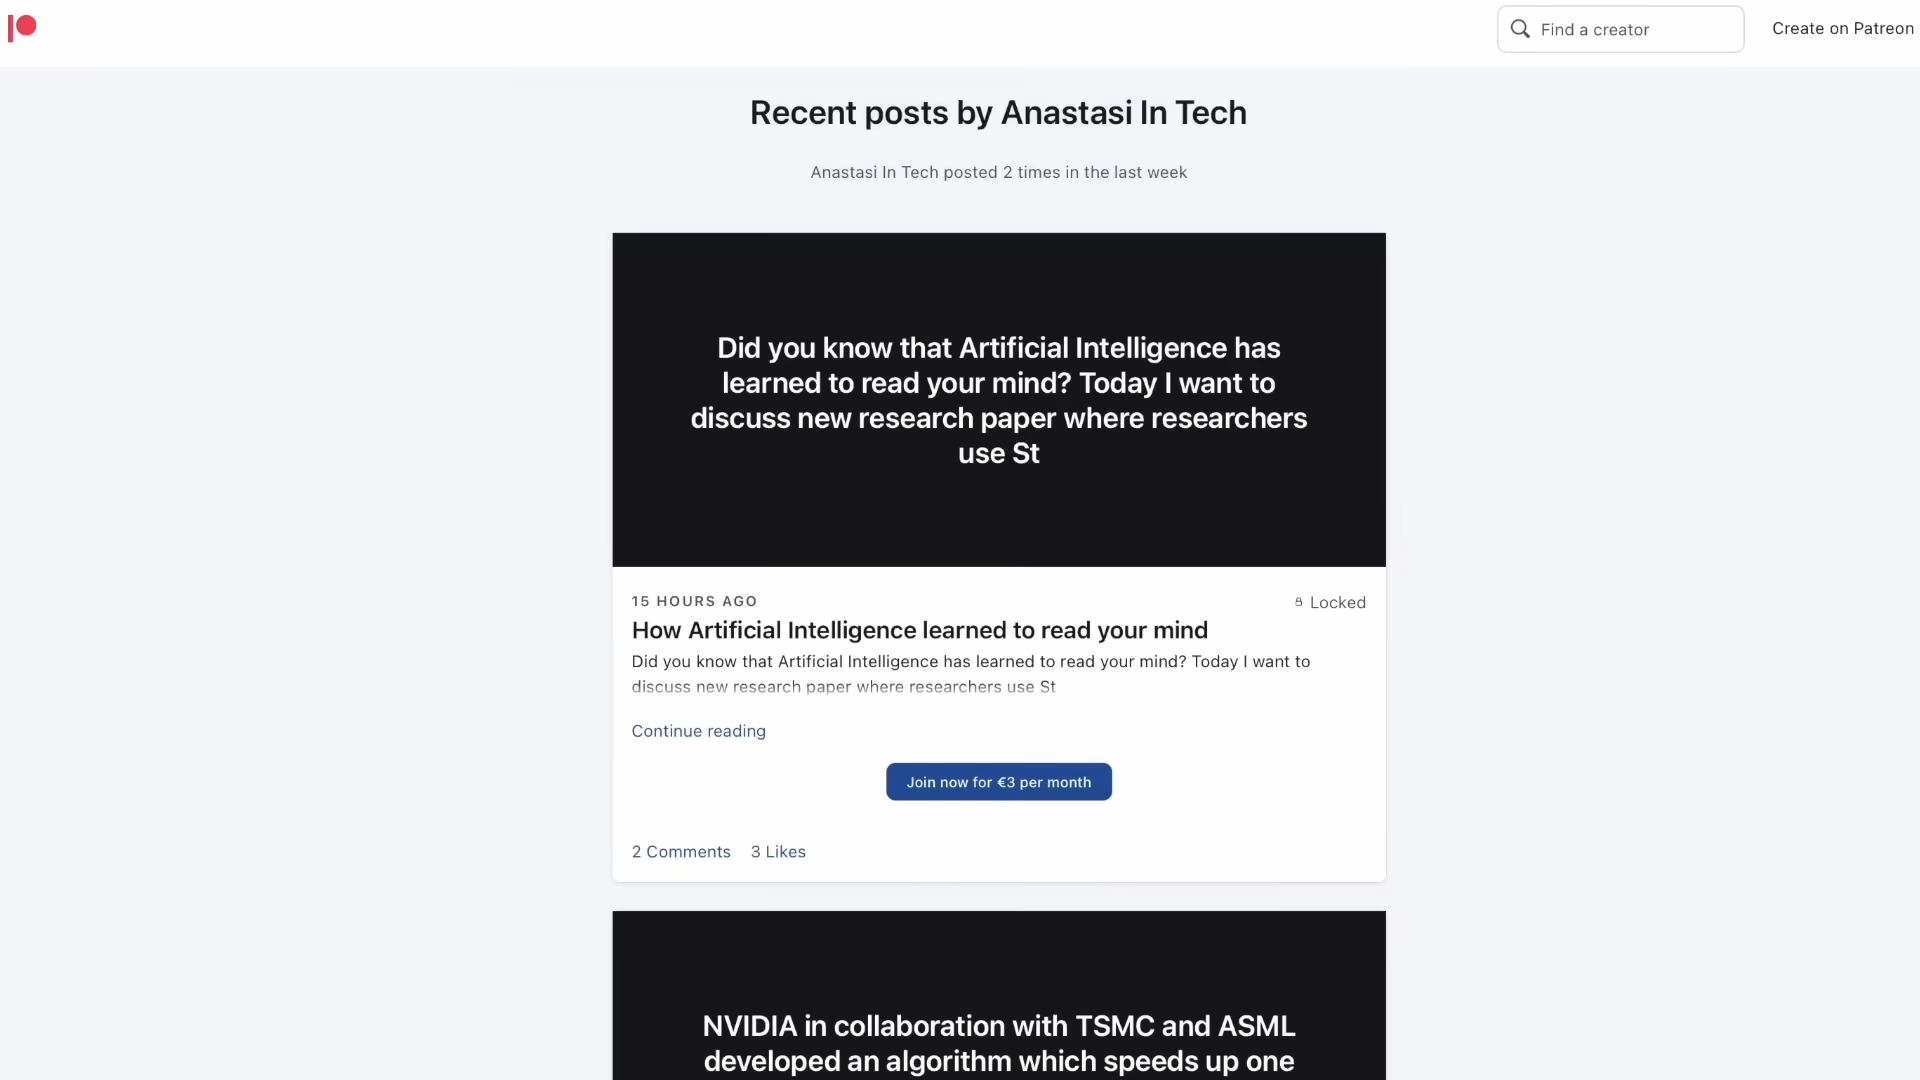 Find a creator
Create on Patreon
Recent posts by Anastasi In Tech
Anastasi In Tech posted 2 times in the last week
Did you know that Artificial Intelligence has
learned to read your mind? Today I want to
discuss new research paper where researchers
use St
15 HOURS AGO
Locked
How Artificial Intelligence learned to read your mind
Did you know that Artificial Intelligence has learned to read your mind? Today I want to
discuss new research paper where researchers use St
Continue reading
Join now for €3 per month
2 Comments
3 Likes
NVIDIA in collaboration with TSMC and ASML
developed an algorithm which speeds up one